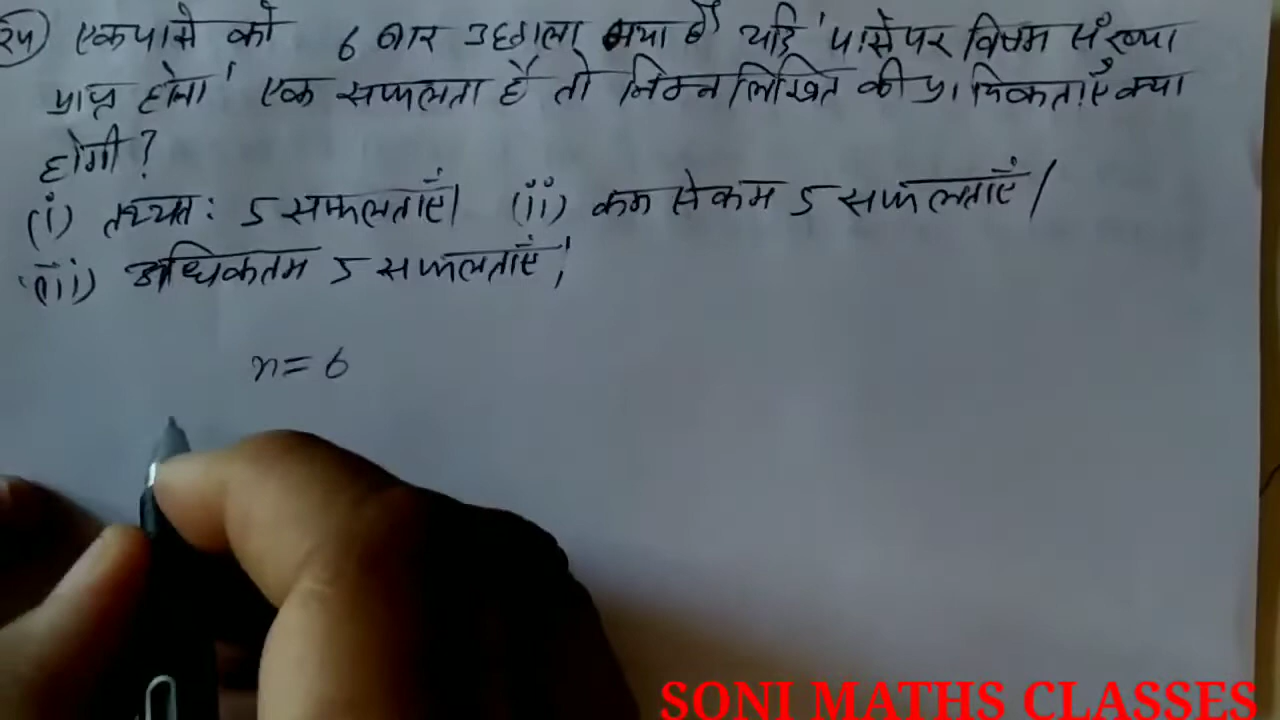 24) एक पासे को 6 बार उछाला गया है यदि 'पासे पर विषम संख्या
प्राप्त होना' एक सफलता है तो निम्नलिखित की प्रायिकताएँ क्या
होगी ?
(i) तथ्यतः 5 सफलताएँ। (ii) कम से कम 5 सफलताएँ।
(iii) अधिकतम 5 सफलताएँ।
n = 6
SONI MATHS CLASSES